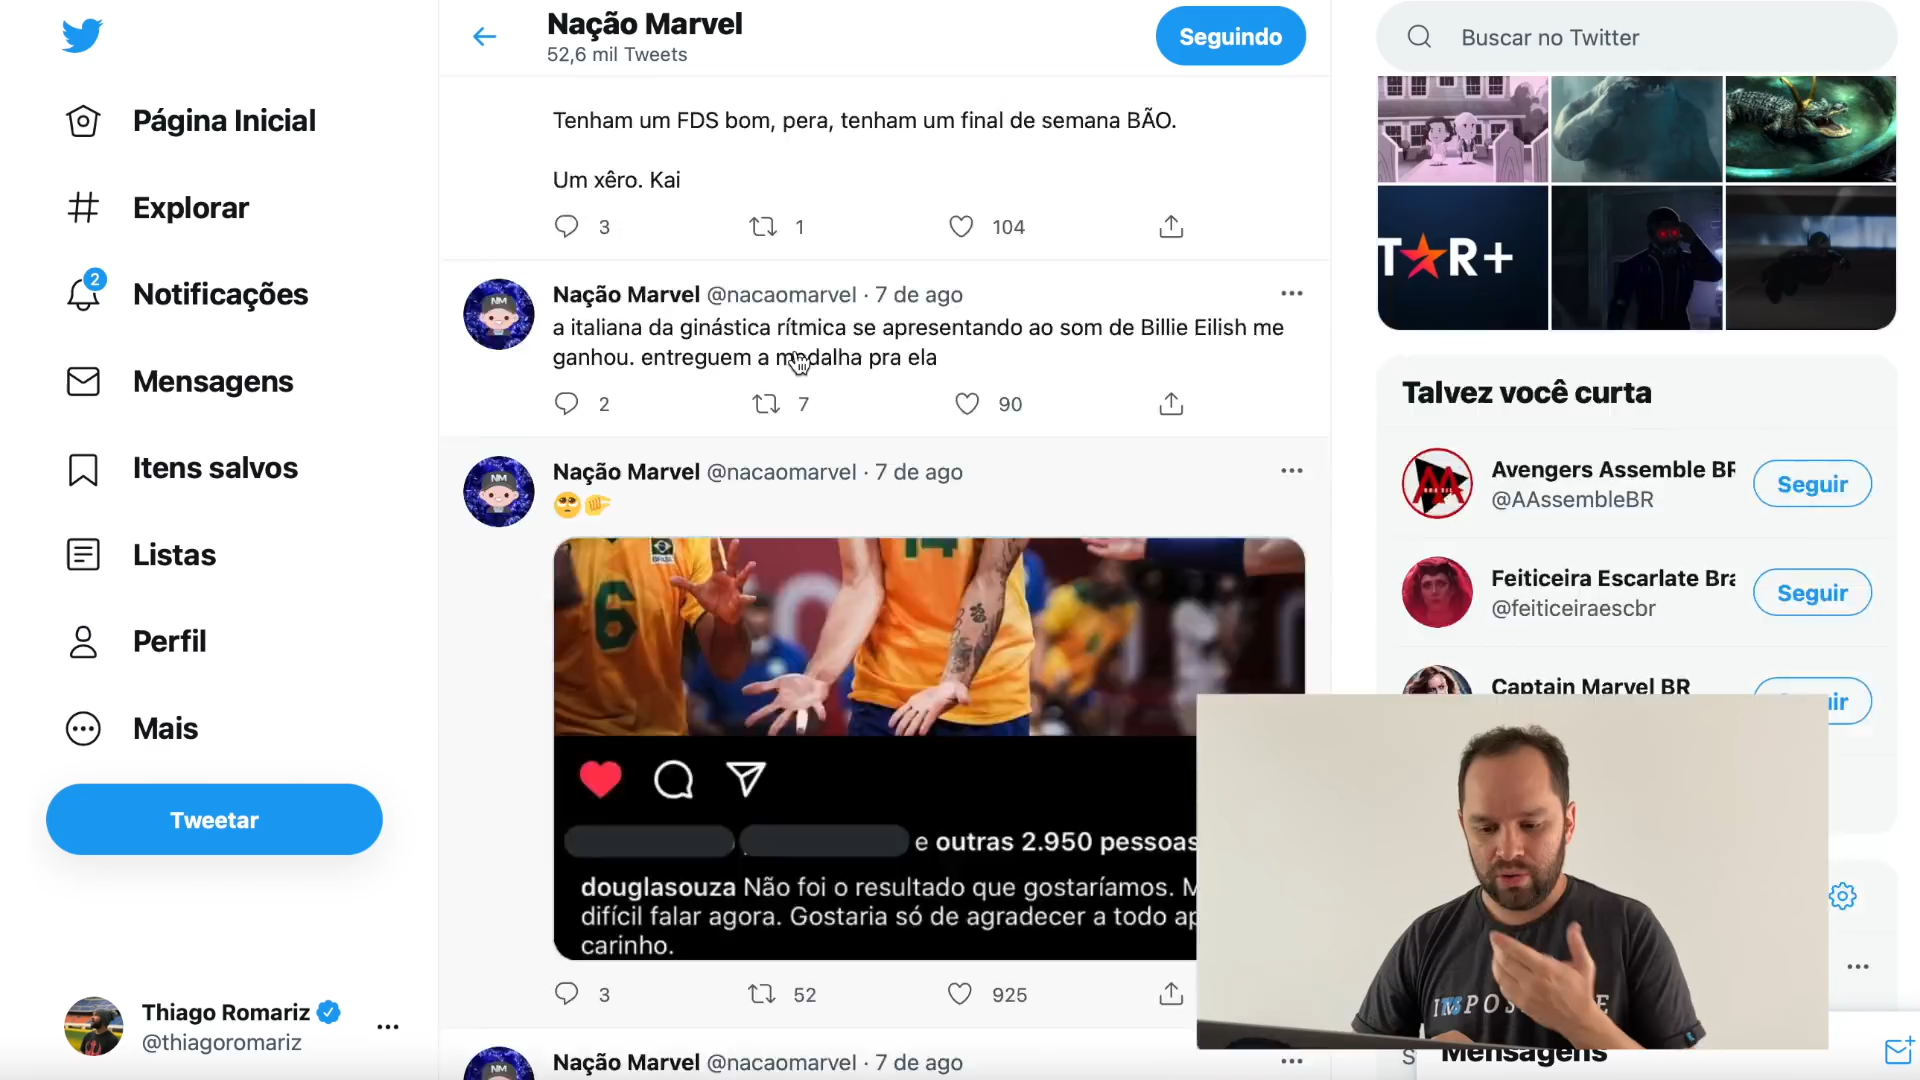 Página Inicial
Explorar
2
Notificações
Mensagens
Itens salvos
Listas
Perfil
Mais
Tweetar
Thiago Romariz
@thiagoromariz
Nação Marvel
52,6 mil Tweets
Seguindo
Tenham um FDS bom, pera, tenham um final de semana BÃO.
Um xêro. Kai
3 1 104
Nação Marvel @nacaomarvel · 7 de ago
a italiana da ginástica rítmica se apresentando ao som de Billie Eilish me
ganhou. entreguem a medalha pra ela
2 7 90
Nação Marvel @nacaomarvel · 7 de ago
6
14
e outras 2.950 pessoas
douglasouza Não foi o resultado que gostaríamos. M
difícil falar agora. Gostaria só de agradecer a todo ap
carinho.
3 52 925
Nação Marvel @nacaomarvel · 7 de ago
Buscar no Twitter
STAR+
Talvez você curta
Avengers Assemble BR
@AAssembleBR
Seguir
Feiticeira Escarlate Bra
@feiticeiraescbr
Seguir
Captain Marvel BR
Mensagens